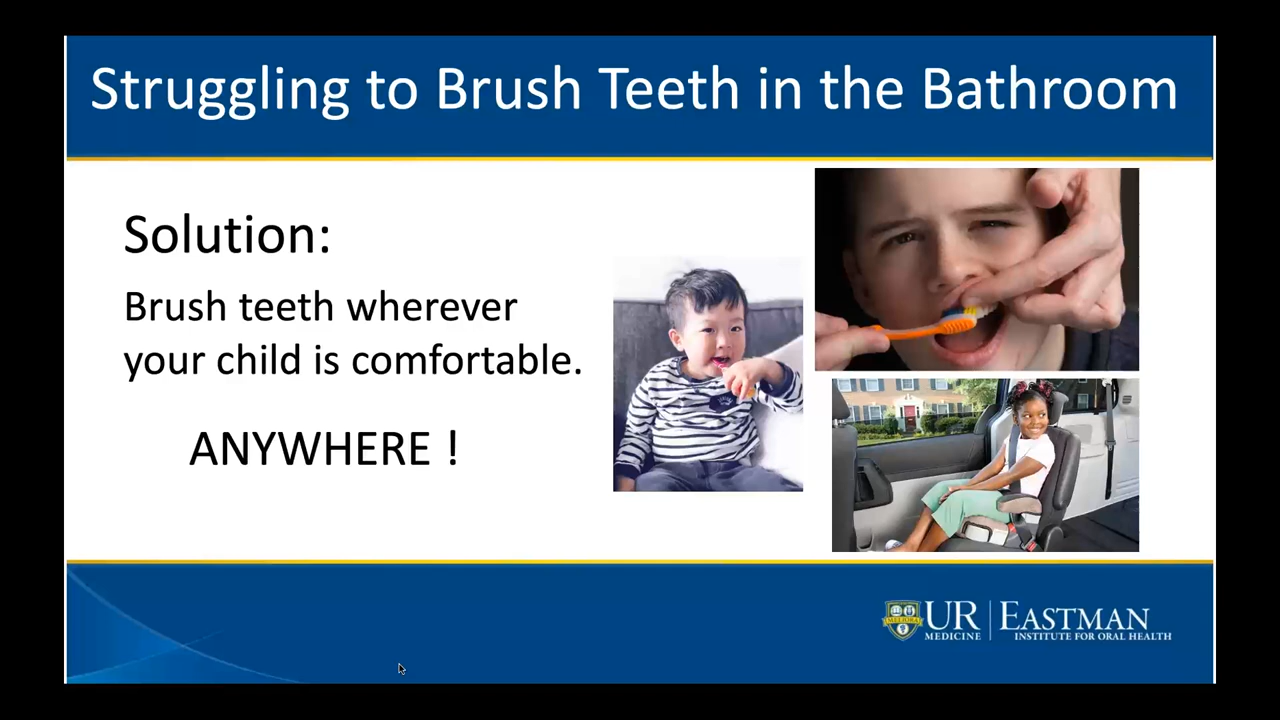 Struggling to Brush Teeth in the Bathroom
Solution:
Brush teeth wherever
your child is comfortable.
ANYWHERE !
MELIORA
UR
MEDICINE
EASTMAN
INSTITUTE FOR ORAL HEALTH